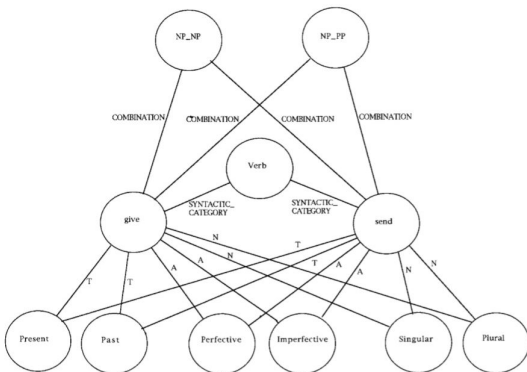 NP_NP
NP_PP
COMBINATION
COMBINATION
COMBINATION
COMBINATION
Verb
SYNTACTIC_
CATEGORY
SYNTACTIC_
CATEGORY
give
send
N
T
N
T
T
A
A
N
T
A
A
N
N
Present
Past
Perfective
Imperfective
Singular
Plural